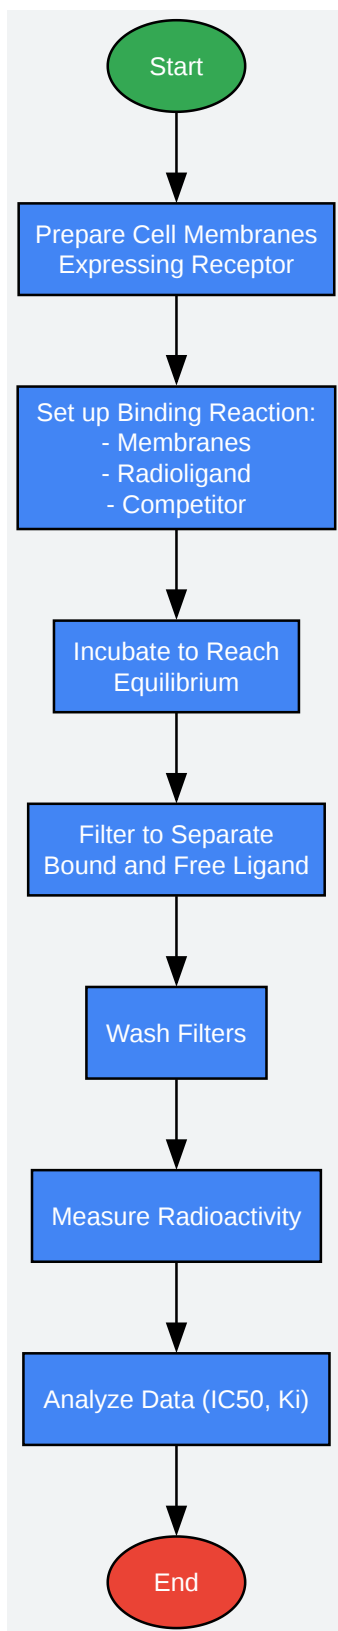 Start
Prepare Cell Membranes
Expressing Receptor
Set up Binding Reaction:
- Membranes
- Radioligand
- Competitor
Incubate to Reach
Equilibrium
Filter to Separate
Bound and Free Ligand
Wash Filters
Measure Radioactivity
Analyze Data (IC50, Ki)
End